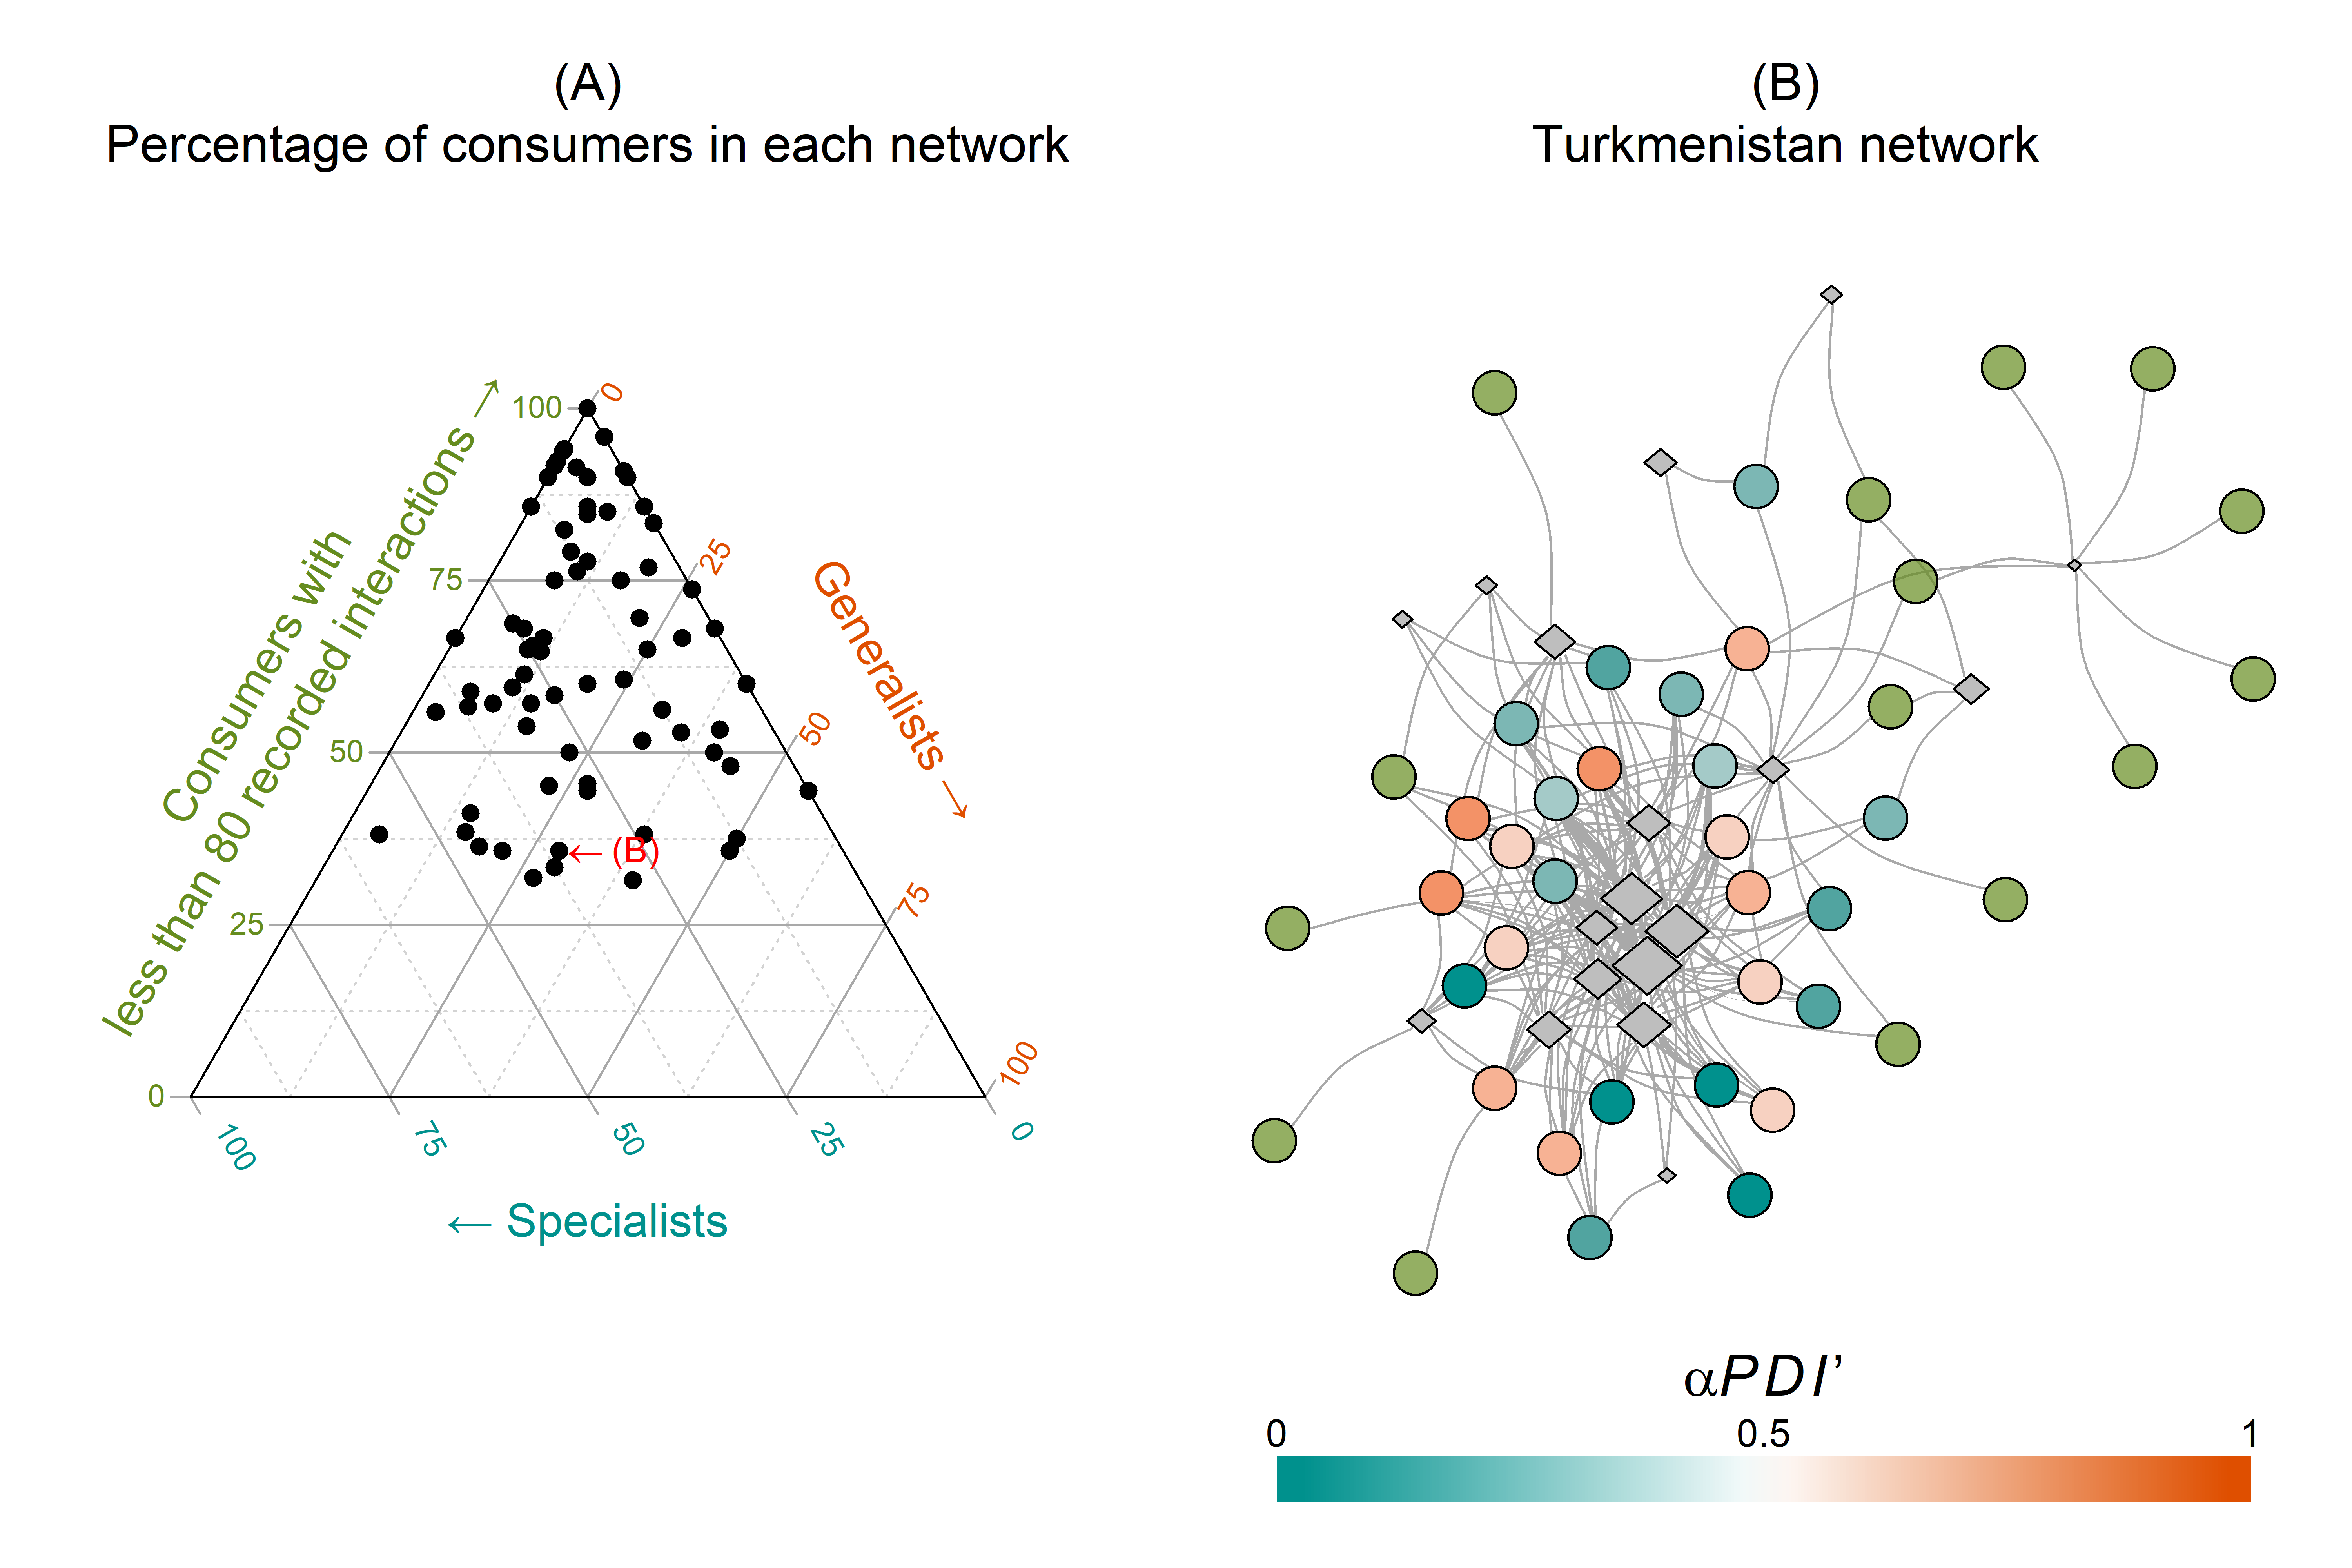 (A)
Percentage of consumers in each network
Consumers with
less than 80 recorded interactions →
100
75
50
25
0
0
25
50
75
100
Generalists →
← (B)
100
75
50
25
0
← Specialists
(B)
Turkmenistan network
αPDI’
0 0.5 1